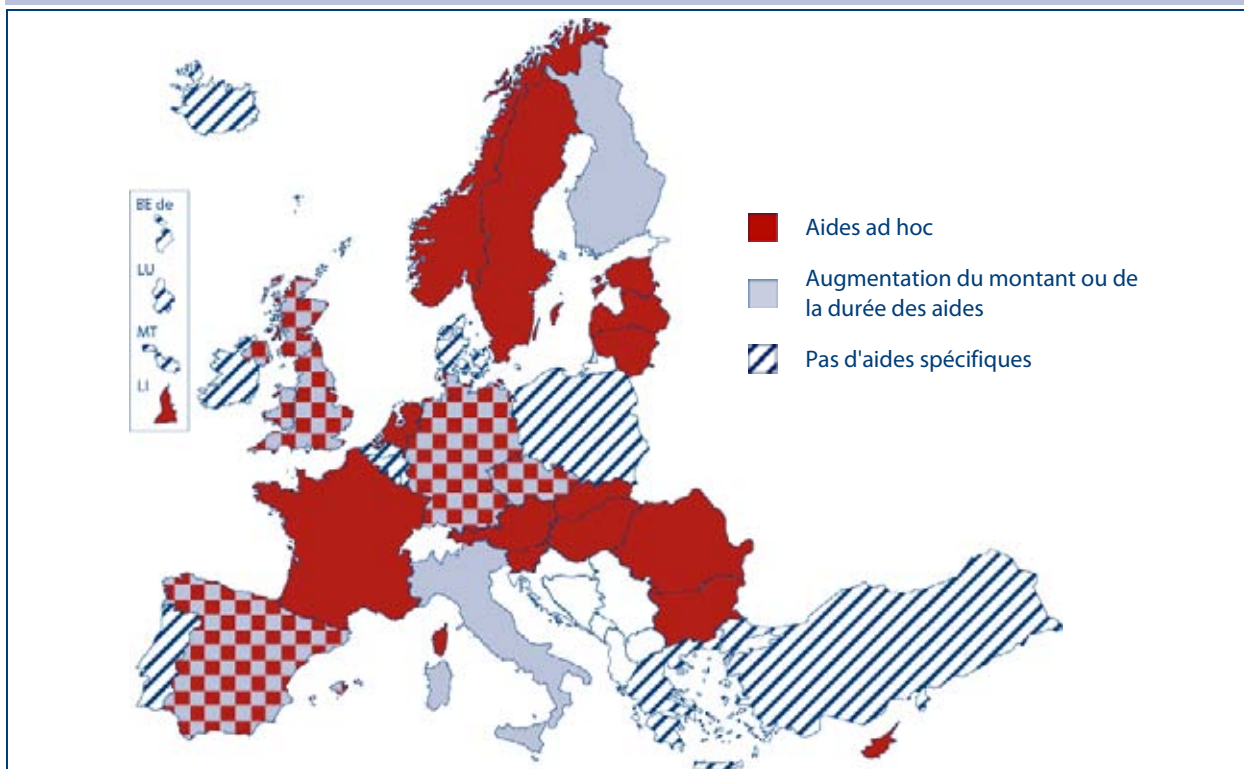 BE de
LU
MT
LI
Aides ad hoc
Augmentation du montant ou de
la durée des aides
Pas d'aides spécifiques